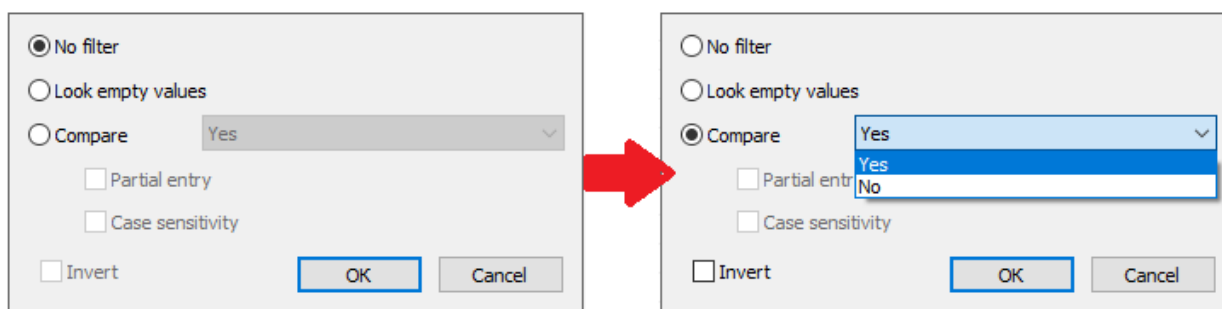 No filter
Look empty values
Compare Yes
Partial entry
Case sensitivity
Invert OK Cancel
No filter
Look empty values
Compare Yes
Yes
Partial entr No
Case sensitivity
Invert OK Cancel